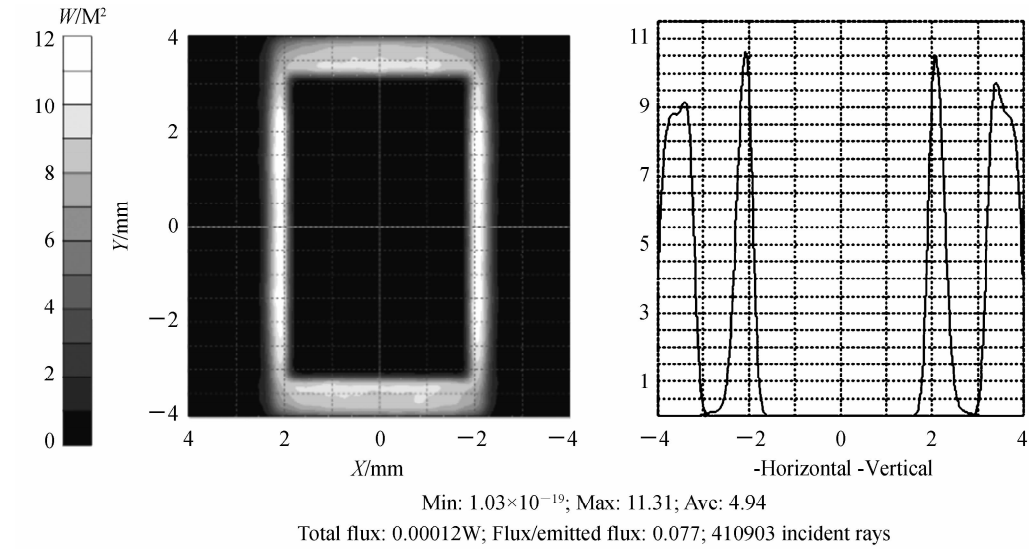 W/M²
12
10
8
6
4
2
0
Y/mm
4
2
0
−2
−4
4 2 0 −2 −4
X/mm
11
9
7
5
3
1
−4 −2 0 2 4
-Horizontal -Vertical
Min: 1.03×10⁻¹⁹; Max: 11.31; Avc: 4.94
Total flux: 0.00012W; Flux/emitted flux: 0.077; 410903 incident rays